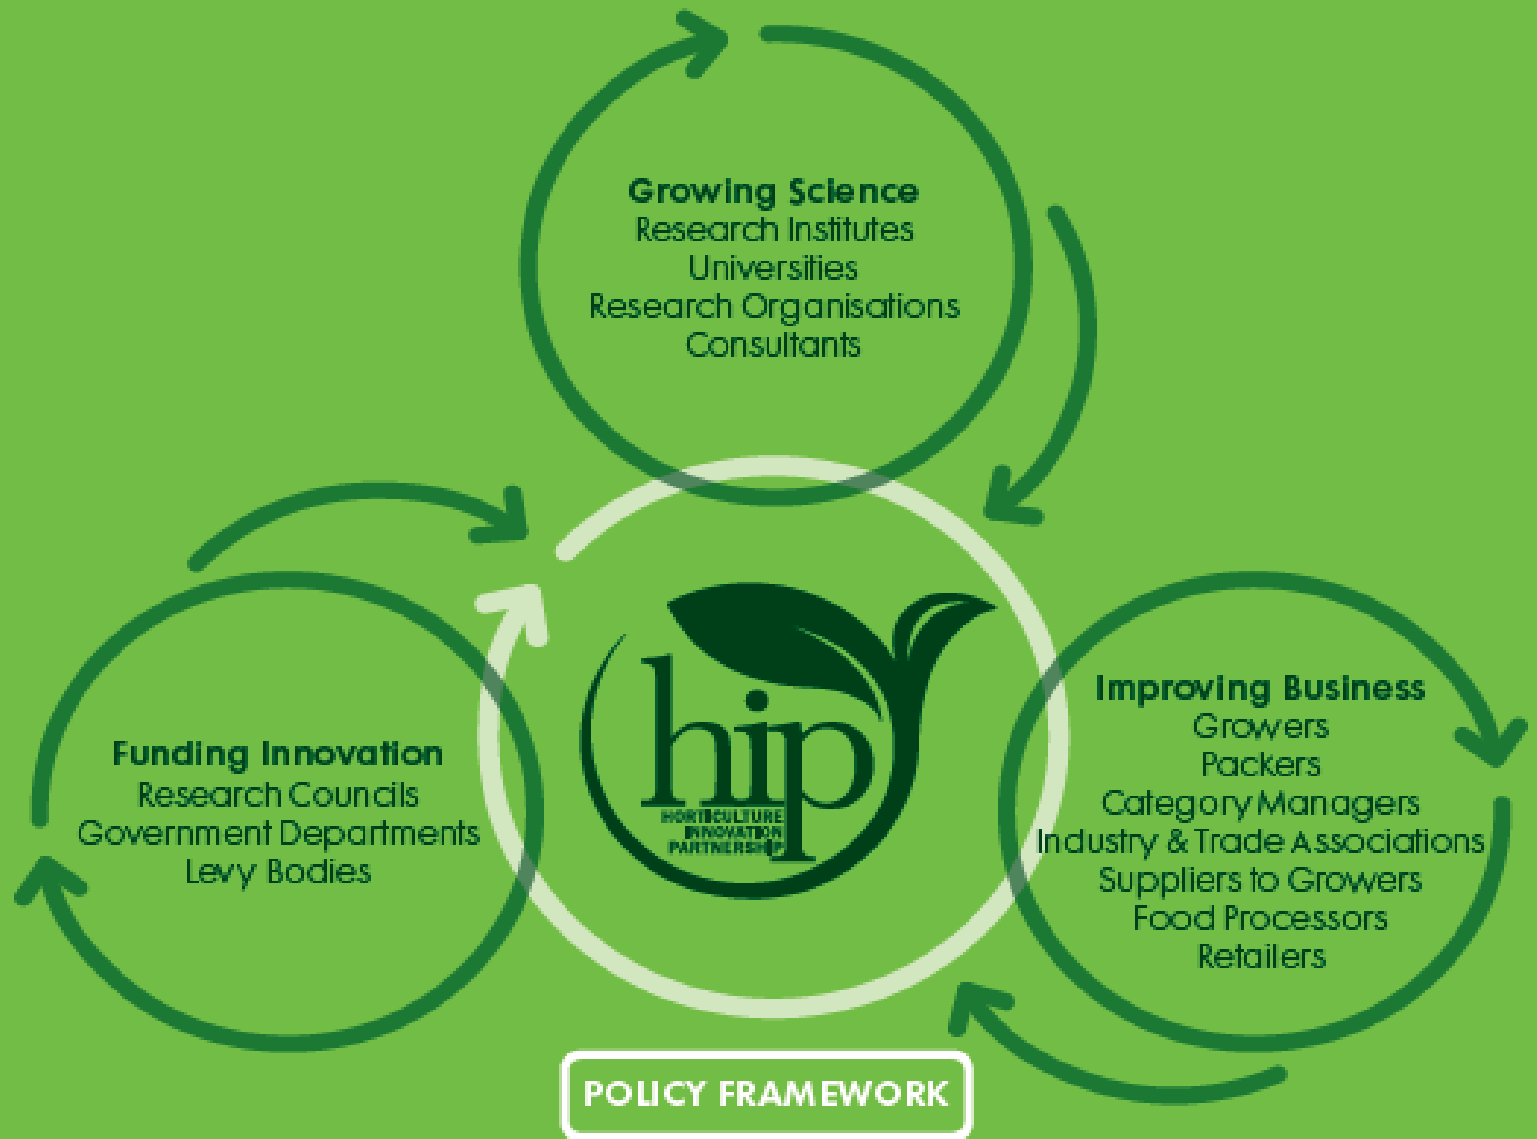 Growing Science
Research Institutes
Universities
Research Organisations
Consultants
Funding Innovation
Research Councils
Government Departments
Levy Bodies
hip
HORTICULTURE
INNOVATION
PARTNERSHIP
Improving Business
Growers
Packers
Category Managers
Industry & Trade Associations
Suppliers to Growers
Food Processors
Retailers
POLICY FRAMEWORK